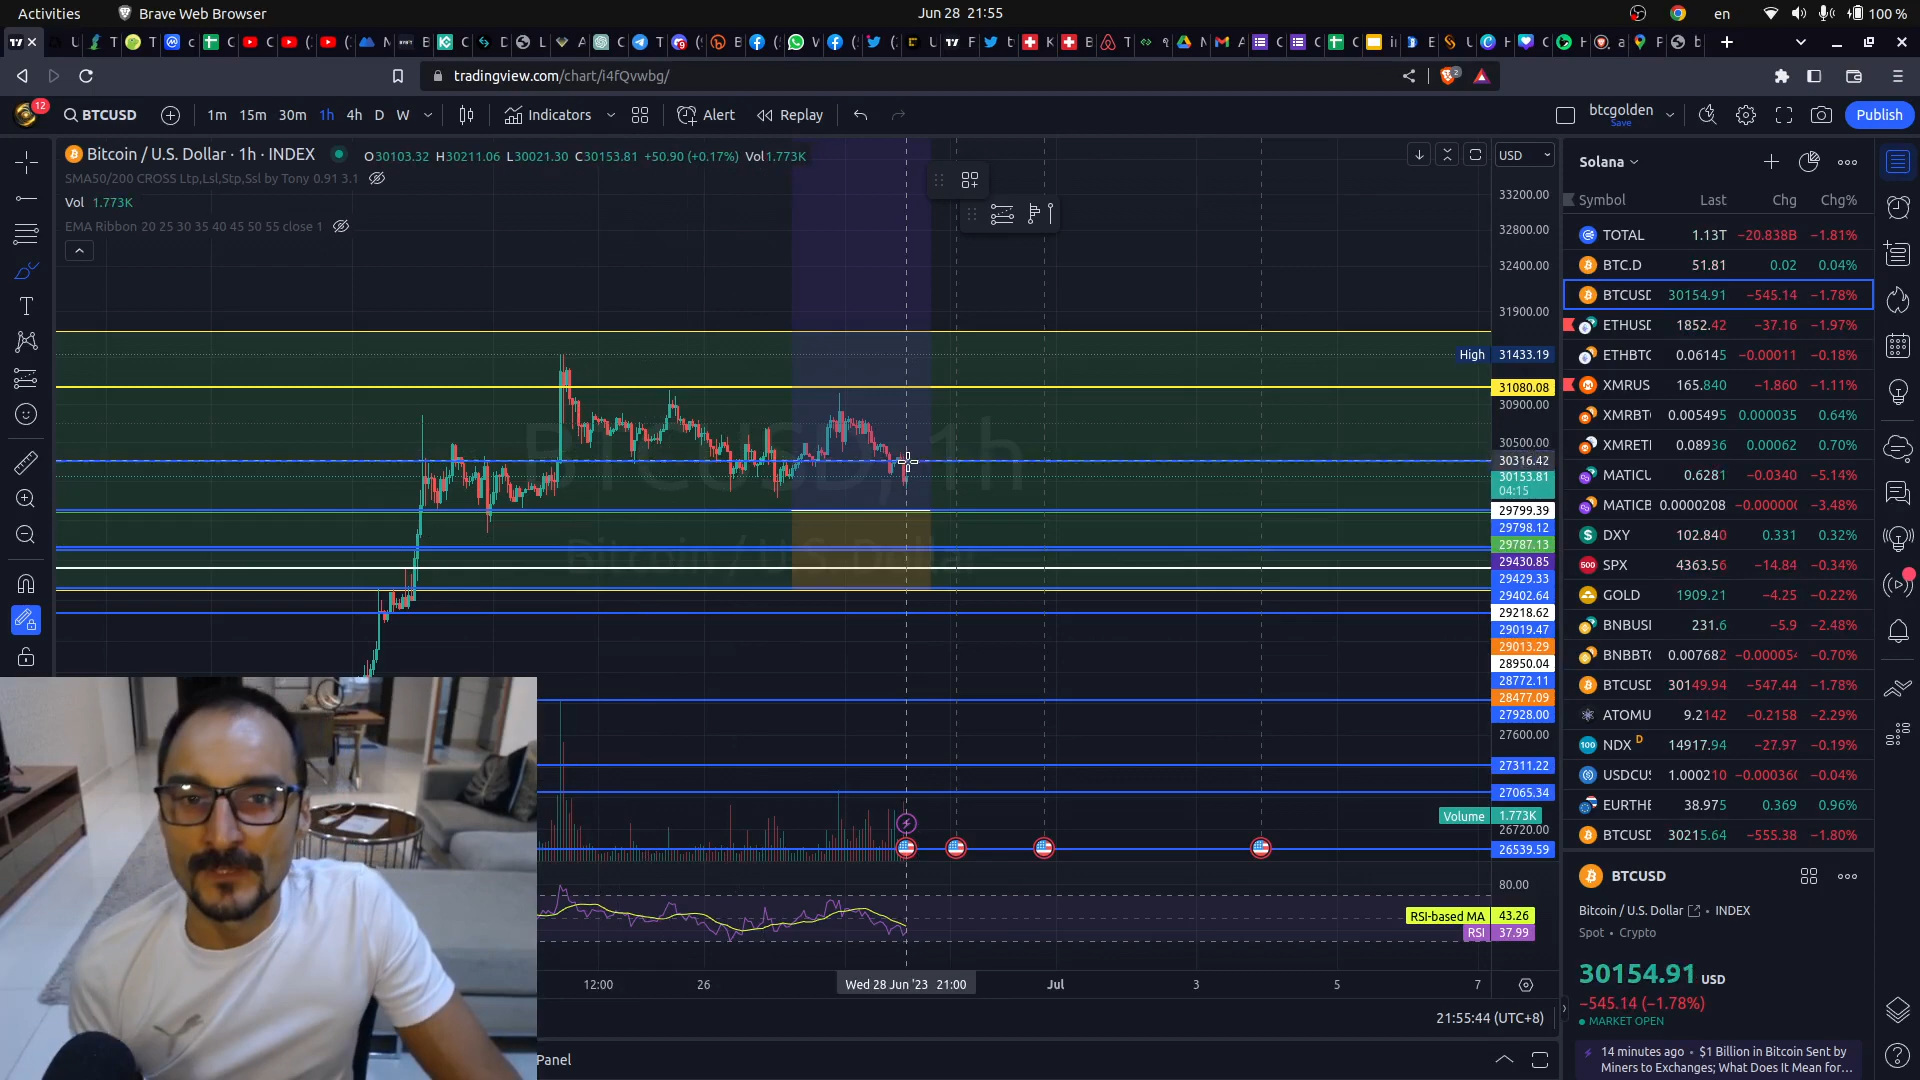 Activities
Brave Web Browser
Jun 28 21:55
en
100 %
tradingview.com/chart/i4fQvwbg/
2
12
BTCUSD
1m 15m 30m 1h 4h D W
Indicators
Alert
Replay
btcgolden
Save
Publish
Bitcoin / U.S. Dollar · 1h · INDEX
O30103.32 H30211.06 L30021.30 C30153.81 +50.90 (+0.17%) Vol1.773K
SMA50/200 CROSS Ltp,Lsl,Stp,Ssl by Tony 0.91 3.1
Vol 1.773K
EMA Ribbon 20 25 30 35 40 45 50 55 close 1
BTCUSD, 1h
Bitcoin / U.S. Dollar
USD
33200.00
32800.00
32400.00
31900.00
High 31433.19
31080.08
30900.00
30500.00
30316.42
30153.81
04:15
29799.39
29798.12
29787.13
29430.85
29429.33
29402.64
29218.62
29019.47
29013.29
28950.04
28772.11
28477.09
27928.00
27600.00
27311.22
27065.34
Volume 1.773K
26720.00
26539.59
80.00
RSI-based MA 43.26
RSI 37.99
12:00
26
Wed 28 Jun '23 21:00
Jul
3
5
7
21:55:44 (UTC+8)
Panel
Solana
Symbol Last Chg Chg%
TOTAL 1.13T −20.838B −1.81%
BTC.D 51.81 0.02 0.04%
BTCUSD 30154.91 −545.14 −1.78%
ETHUSD 1852.42 −37.16 −1.97%
ETHBTC 0.06145 −0.00011 −0.18%
XMRUS 165.840 −1.860 −1.11%
XMRBT 0.005495 0.000035 0.64%
XMRETI 0.08936 0.00062 0.70%
MATICU 0.6281 −0.0340 −5.14%
MATICB 0.0000208 −0.000000 −3.48%
DXY 102.840 0.331 0.32%
SPX 4363.56 −14.84 −0.34%
GOLD 1909.21 −4.25 −0.22%
BNBUSI 231.6 −5.9 −2.48%
BNBBTC 0.007682 −0.000054 −0.70%
BTCUSD 30149.94 −547.44 −1.78%
ATOMU 9.2142 −0.2158 −2.29%
NDX D 14917.94 −27.97 −0.19%
USDCUS 1.000210 −0.000360 −0.04%
EURTHB 38.975 0.369 0.96%
BTCUSD 30215.64 −555.38 −1.80%
BTCUSD
Bitcoin / U.S. Dollar · INDEX
Spot · Crypto
30154.91 USD
−545.14 (−1.78%)
MARKET OPEN
14 minutes ago · $1 Billion in Bitcoin Sent by
Miners to Exchanges; What Does It Mean for...